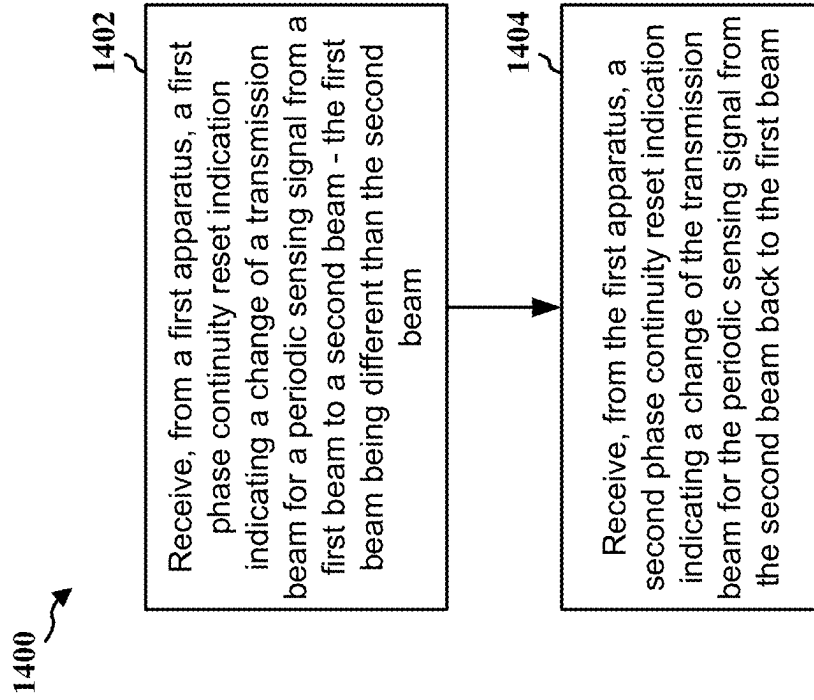 1400
1402
Receive, from a first apparatus, a first
phase continuity reset indication
indicating a change of a transmission
beam for a periodic sensing signal from a
first beam to a second beam - the first
beam being different than the second
beam
1404
Receive, from the first apparatus, a
second phase continuity reset indication
indicating a change of the transmission
beam for the periodic sensing signal from
the second beam back to the first beam